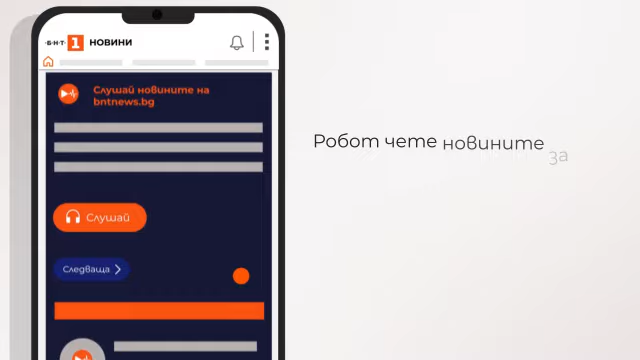 БНТ 1 НОВИНИ
Слушай новините на
bntnews.bg
Слушай
Следваща
Робот чете новините за